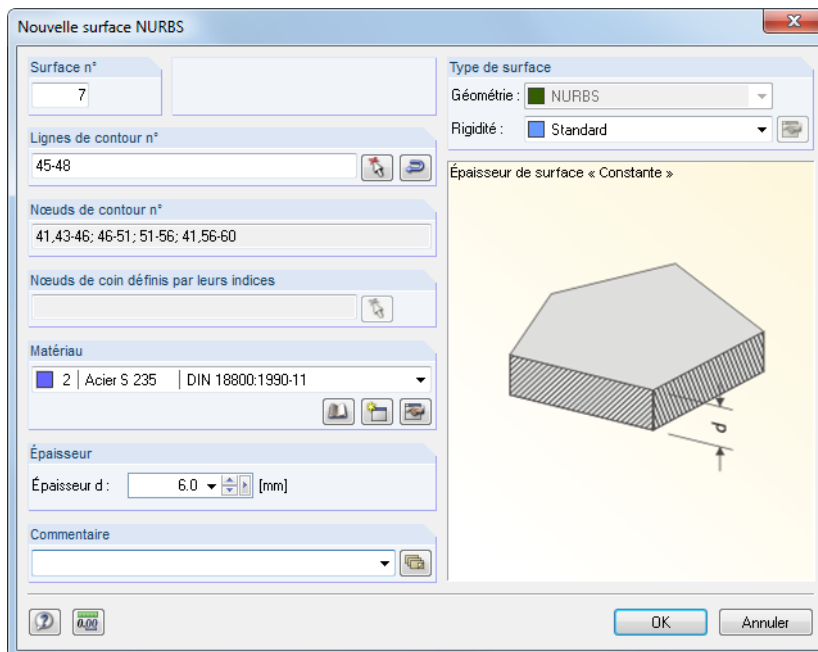 Nouvelle surface NURBS
Surface n°
7
Lignes de contour n°
45-48
Nœuds de contour n°
41,43-46; 46-51; 51-56; 41,56-60
Nœuds de coin définis par leurs indices
Matériau
2 | Acier S 235 | DIN 18800:1990-11
Épaisseur
Épaisseur d : 6.0 [mm]
Commentaire
Type de surface
Géométrie : NURBS
Rigidité : Standard
Épaisseur de surface « Constante »
d
0.00
OK
Annuler